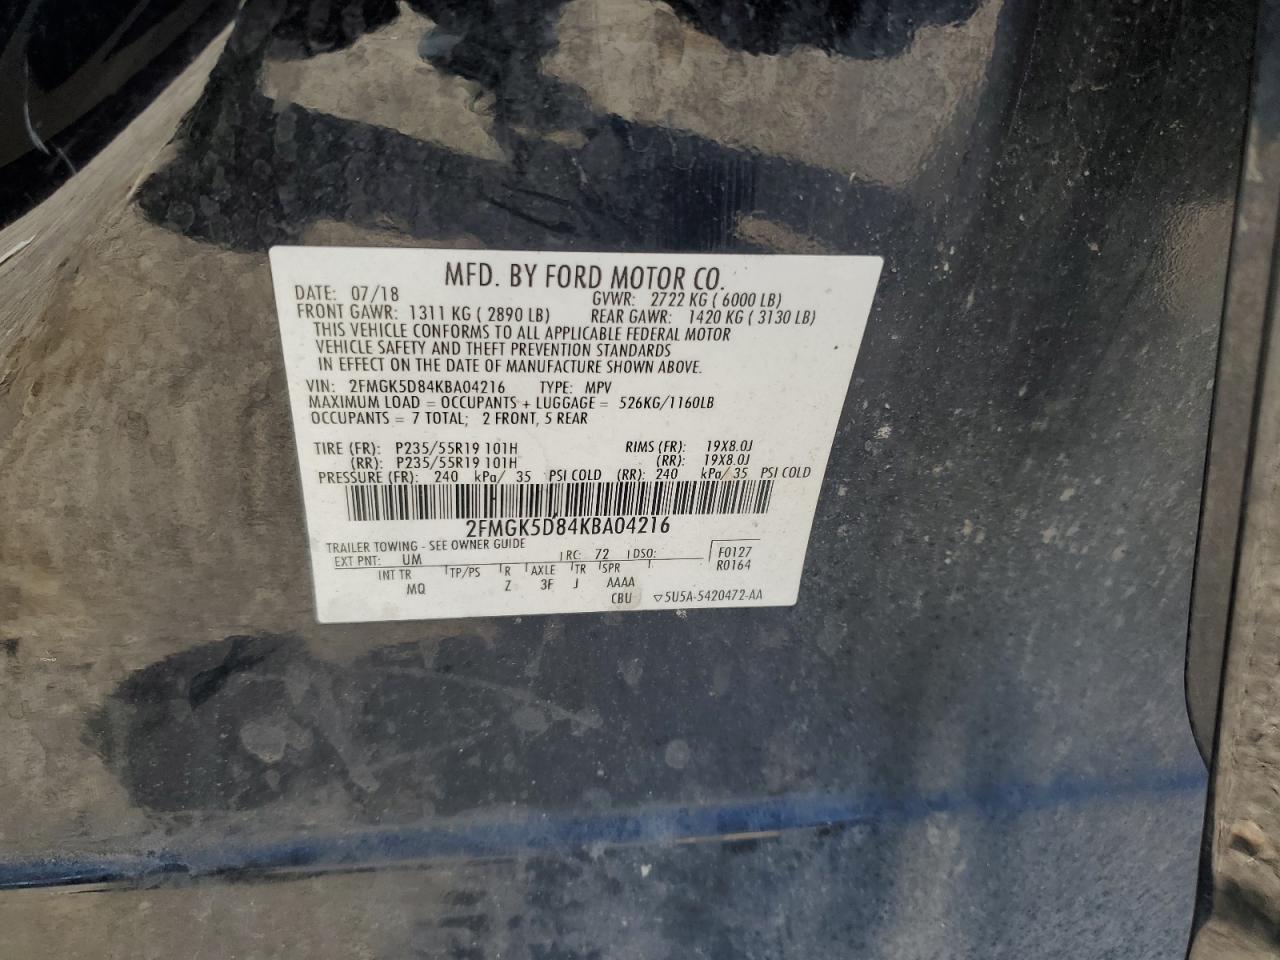 MFD. BY FORD MOTOR CO.
DATE: 07/18 GVWR: 2722 KG ( 6000 LB)
FRONT GAWR: 1311 KG ( 2890 LB) REAR GAWR: 1420 KG ( 3130 LB)
THIS VEHICLE CONFORMS TO ALL APPLICABLE FEDERAL MOTOR
VEHICLE SAFETY AND THEFT PREVENTION STANDARDS
IN EFFECT ON THE DATE OF MANUFACTURE SHOWN ABOVE.
VIN: 2FMGK5D84KBA04216 TYPE: MPV
MAXIMUM LOAD = OCCUPANTS + LUGGAGE = 526KG/1160LB
OCCUPANTS = 7 TOTAL; 2 FRONT, 5 REAR
TIRE (FR): P235/55R19 101H RIMS (FR): 19X8.0J
(RR): P235/55R19 101H (RR): 19X8.0J
PRESSURE (FR): 240 kPa/ 35 PSI COLD (RR): 240 kPa/ 35 PSI COLD
2FMGK5D84KBA04216
TRAILER TOWING - SEE OWNER GUIDE
EXT PNT: UM RC: 72 DSO: F0127
R0164
INT TR TP/PS R AXLE TR SPR
MQ Z 3F J AAAA
CBU ▽5U5A-5420472-AA